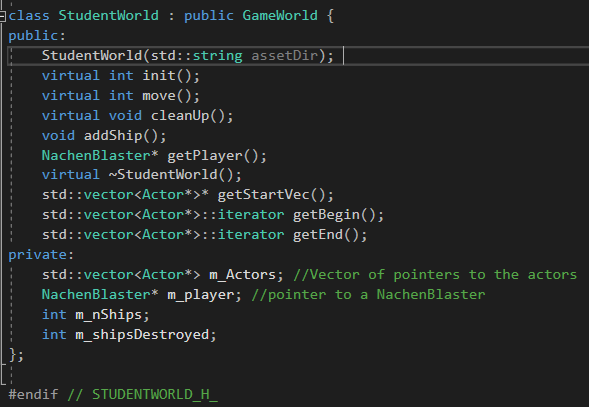 class StudentWorld : public GameWorld {
public:
    StudentWorld(std::string assetDir);
    virtual int init();
    virtual int move();
    virtual void cleanUp();
    void addShip();
    NachenBlaster* getPlayer();
    virtual ~StudentWorld();
    std::vector<Actor*>* getStartVec();
    std::vector<Actor*>::iterator getBegin();
    std::vector<Actor*>::iterator getEnd();
private:
    std::vector<Actor*> m_Actors; //Vector of pointers to the actors
    NachenBlaster* m_player; //pointer to a NachenBlaster
    int m_nShips;
    int m_shipsDestroyed;
};
#endif // STUDENTWORLD_H_